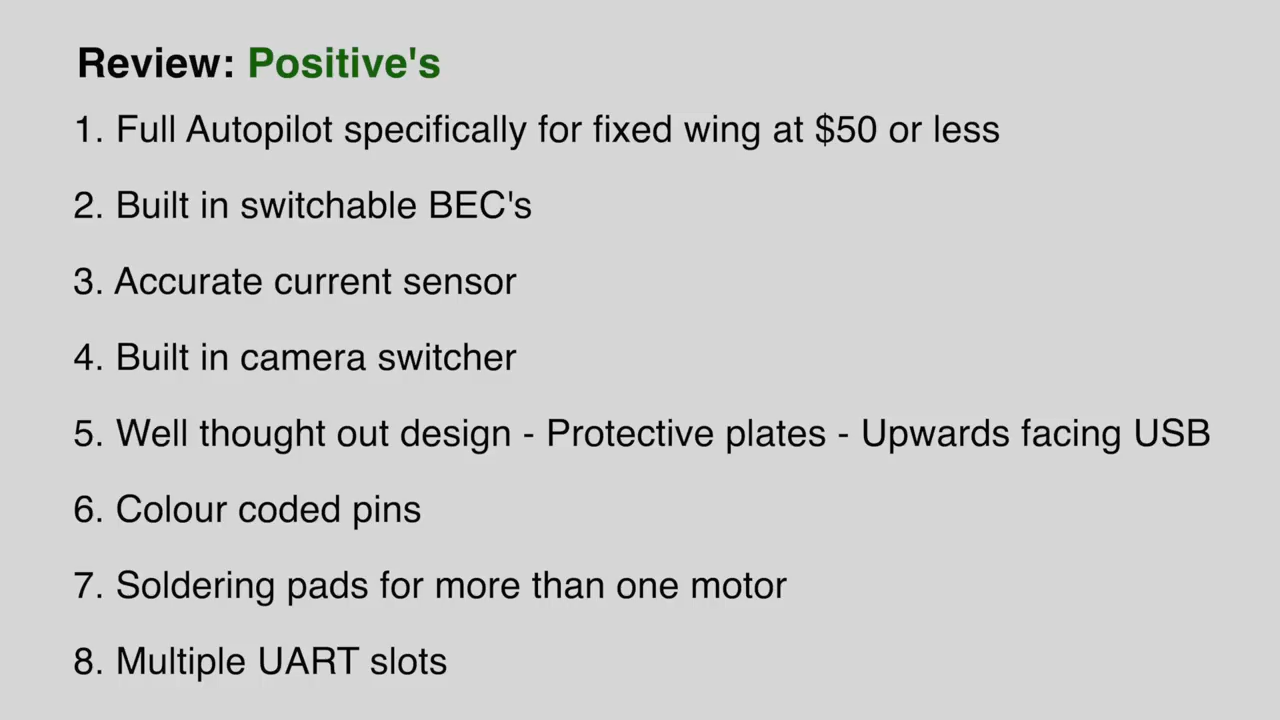 Review: Positive's
1. Full Autopilot specifically for fixed wing at $50 or less
2. Built in switchable BEC's
3. Accurate current sensor
4. Built in camera switcher
5. Well thought out design - Protective plates - Upwards facing USB
6. Colour coded pins
7. Soldering pads for more than one motor
8. Multiple UART slots